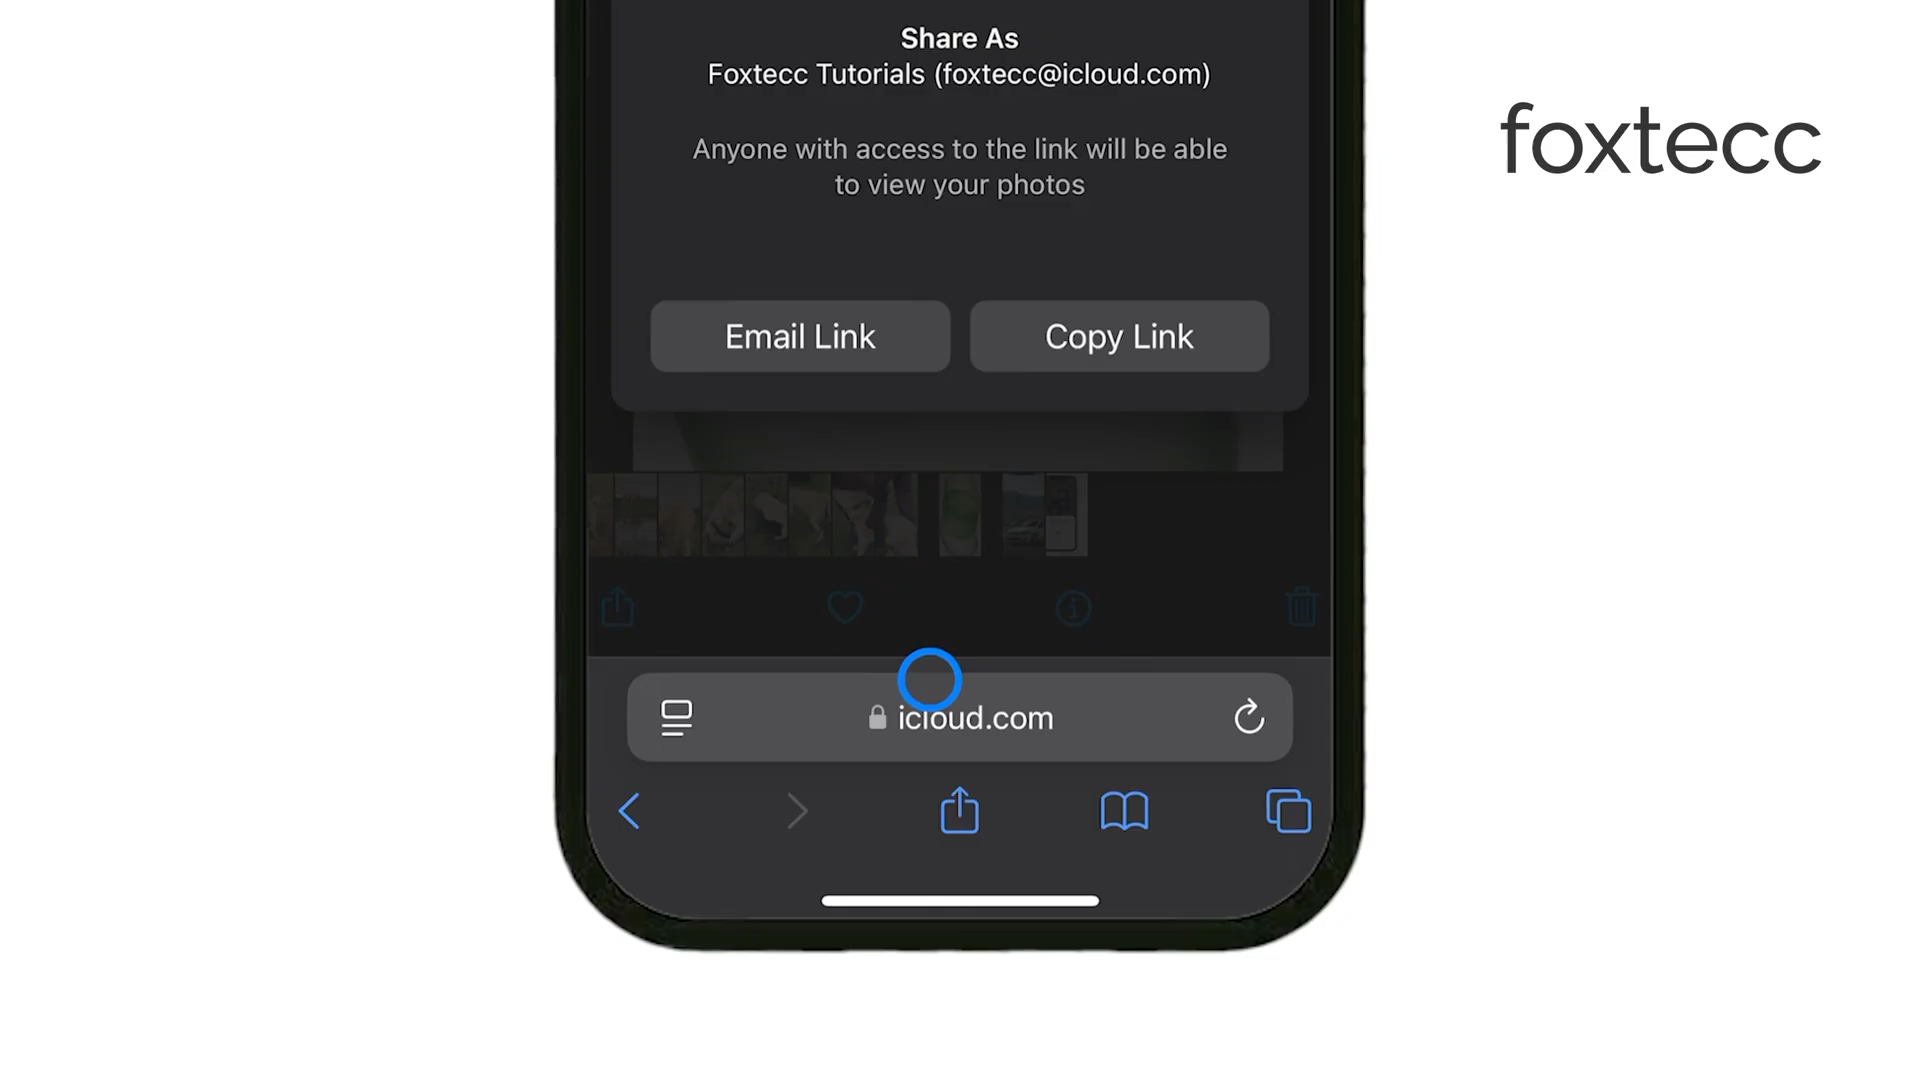 Share As
Foxtecc Tutorials (foxtecc@icloud.com)
Anyone with access to the link will be able
to view your photos
Email Link
Copy Link
icloud.com
foxtecc